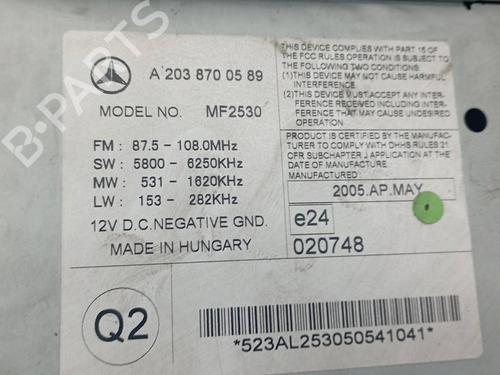 A 203 870 05 89
MODEL NO. MF2530
FM : 87.5 - 108.0MHz
SW : 5800 - 6250KHz
MW : 531 - 1620KHz
LW : 153 - 282KHz
12V D.C. NEGATIVE GND.
MADE IN HUNGARY
THIS DEVICE COMPLIES WITH PART 15 OF
THE FCC RULES. OPERATION IS SUBJECT TO
THE FOLLOWING TWO CONDITIONS:
(1)THIS DEVICE MAY NOT CAUSE HARMFUL
INTERFERENCE.
(2)THIS DEVICE MUST ACCEPT ANY INTER-
FERENCE RECEIVED INCLUDING INTER-
FERENCE THAT MAY CAUSE UNDESIRED
OPERATION.
PRODUCT IS CERTIFIED BY THE MANUFAC-
TURER TO COMPLY WITH DHHS RULES 21
CFR SUBCHAPTER J APPLICATION AT THE
DATE OF MANUFACTURE.
MANUFACTURED:
2005.AP.MAY
e24
020748
Q2
*523AL253050541041*
BPARTS